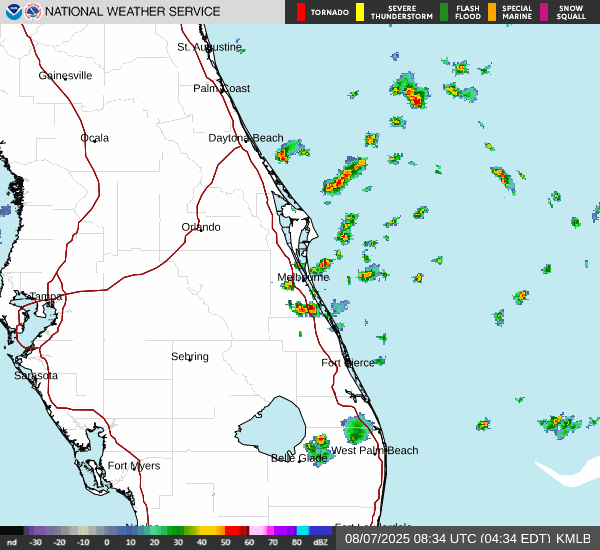 NATIONAL WEATHER SERVICE
TORNADO
SEVERE THUNDERSTORM
FLASH FLOOD
SPECIAL MARINE
SNOW SQUALL
St. Augustine
Gainesville
Palm Coast
Ocala
Daytona Beach
Orlando
Melbourne
Tampa
Sebring
Fort Pierce
Sarasota
West Palm Beach
Belle Glade
Fort Myers
Naples
Fort Lauderdale
nd -30 -20 -10 0 10 20 30 40 50 60 70 80 dBZ
08/07/2025 08:34 UTC (04:34 EDT) KMLB